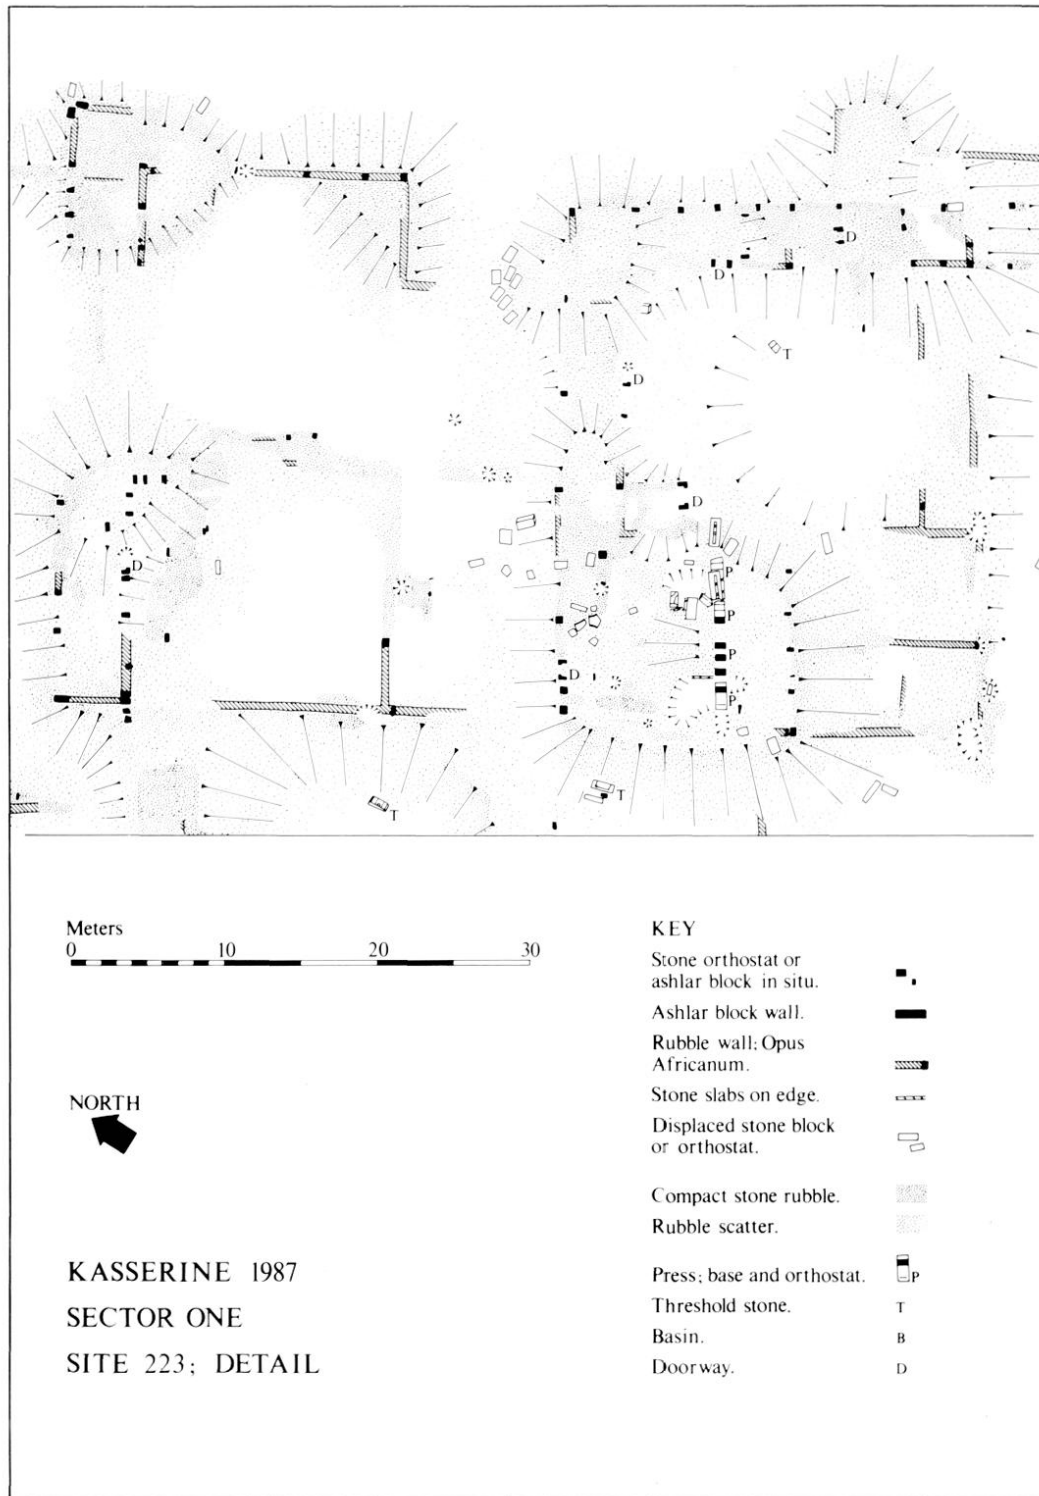 D
D
T
D
D
P
D
P
P
D
P
T
T
Meters
0 10 20 30
NORTH
KASSERINE 1987
SECTOR ONE
SITE 223; DETAIL
KEY
Stone orthostat or
ashlar block in situ.
Ashlar block wall.
Rubble wall; Opus
Africanum.
Stone slabs on edge.
Displaced stone block
or orthostat.
Compact stone rubble.
Rubble scatter.
Press; base and orthostat. P
Threshold stone. T
Basin. B
Doorway. D